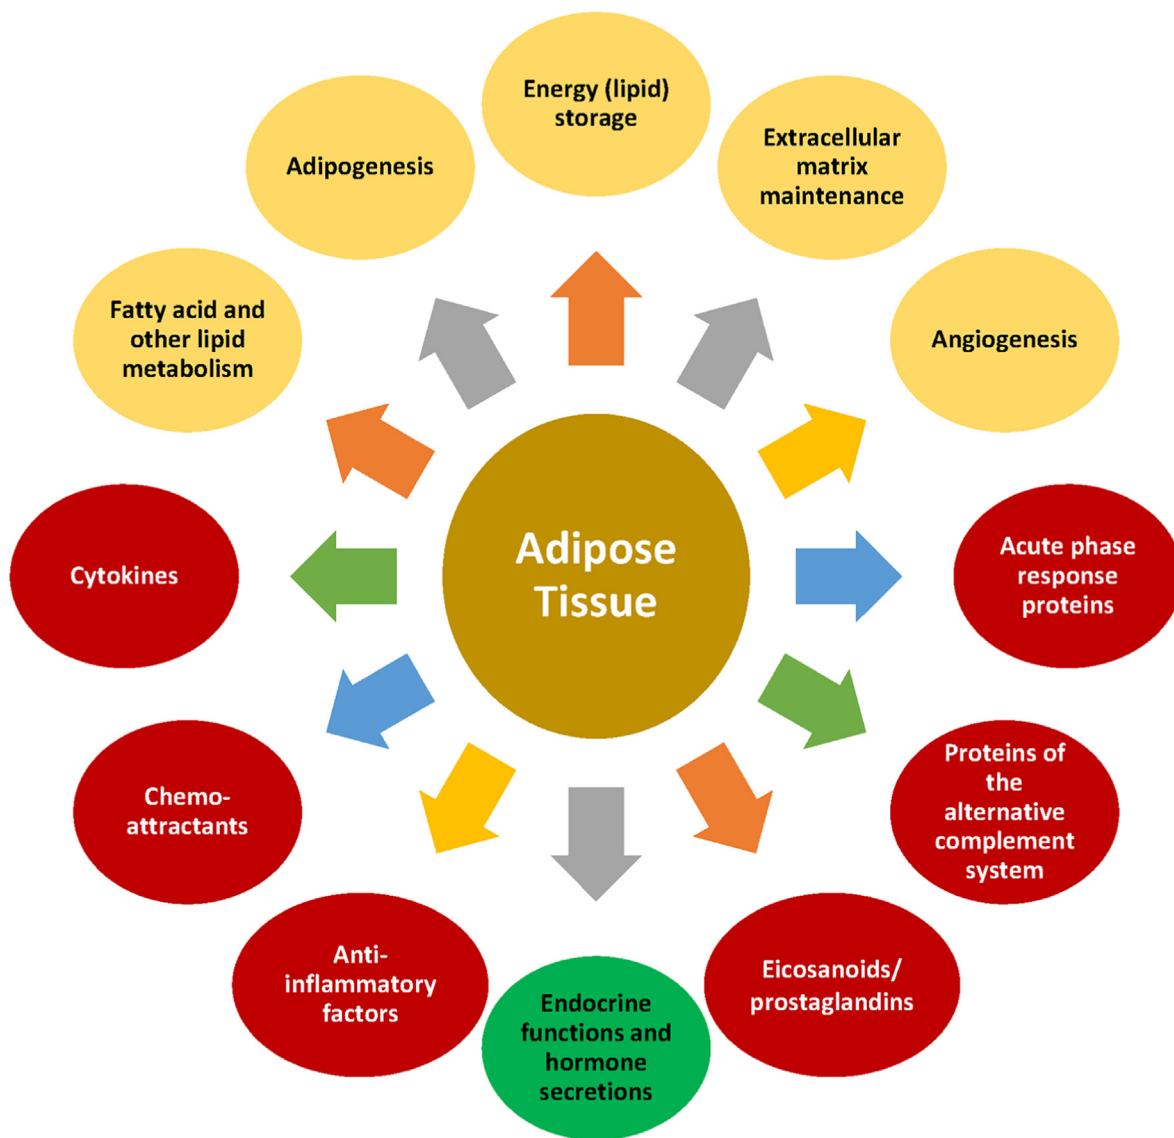 Energy (lipid)
storage
Extracellular
matrix
maintenance
Angiogenesis
Acute phase
response
proteins
Proteins of
the
alternative
complement
system
Eicosanoids/
prostaglandins
Endocrine
functions and
hormone
secretions
Anti-
inflammatory
factors
Chemo-
attractants
Cytokines
Fatty acid and
other lipid
metabolism
Adipogenesis
Adipose
Tissue